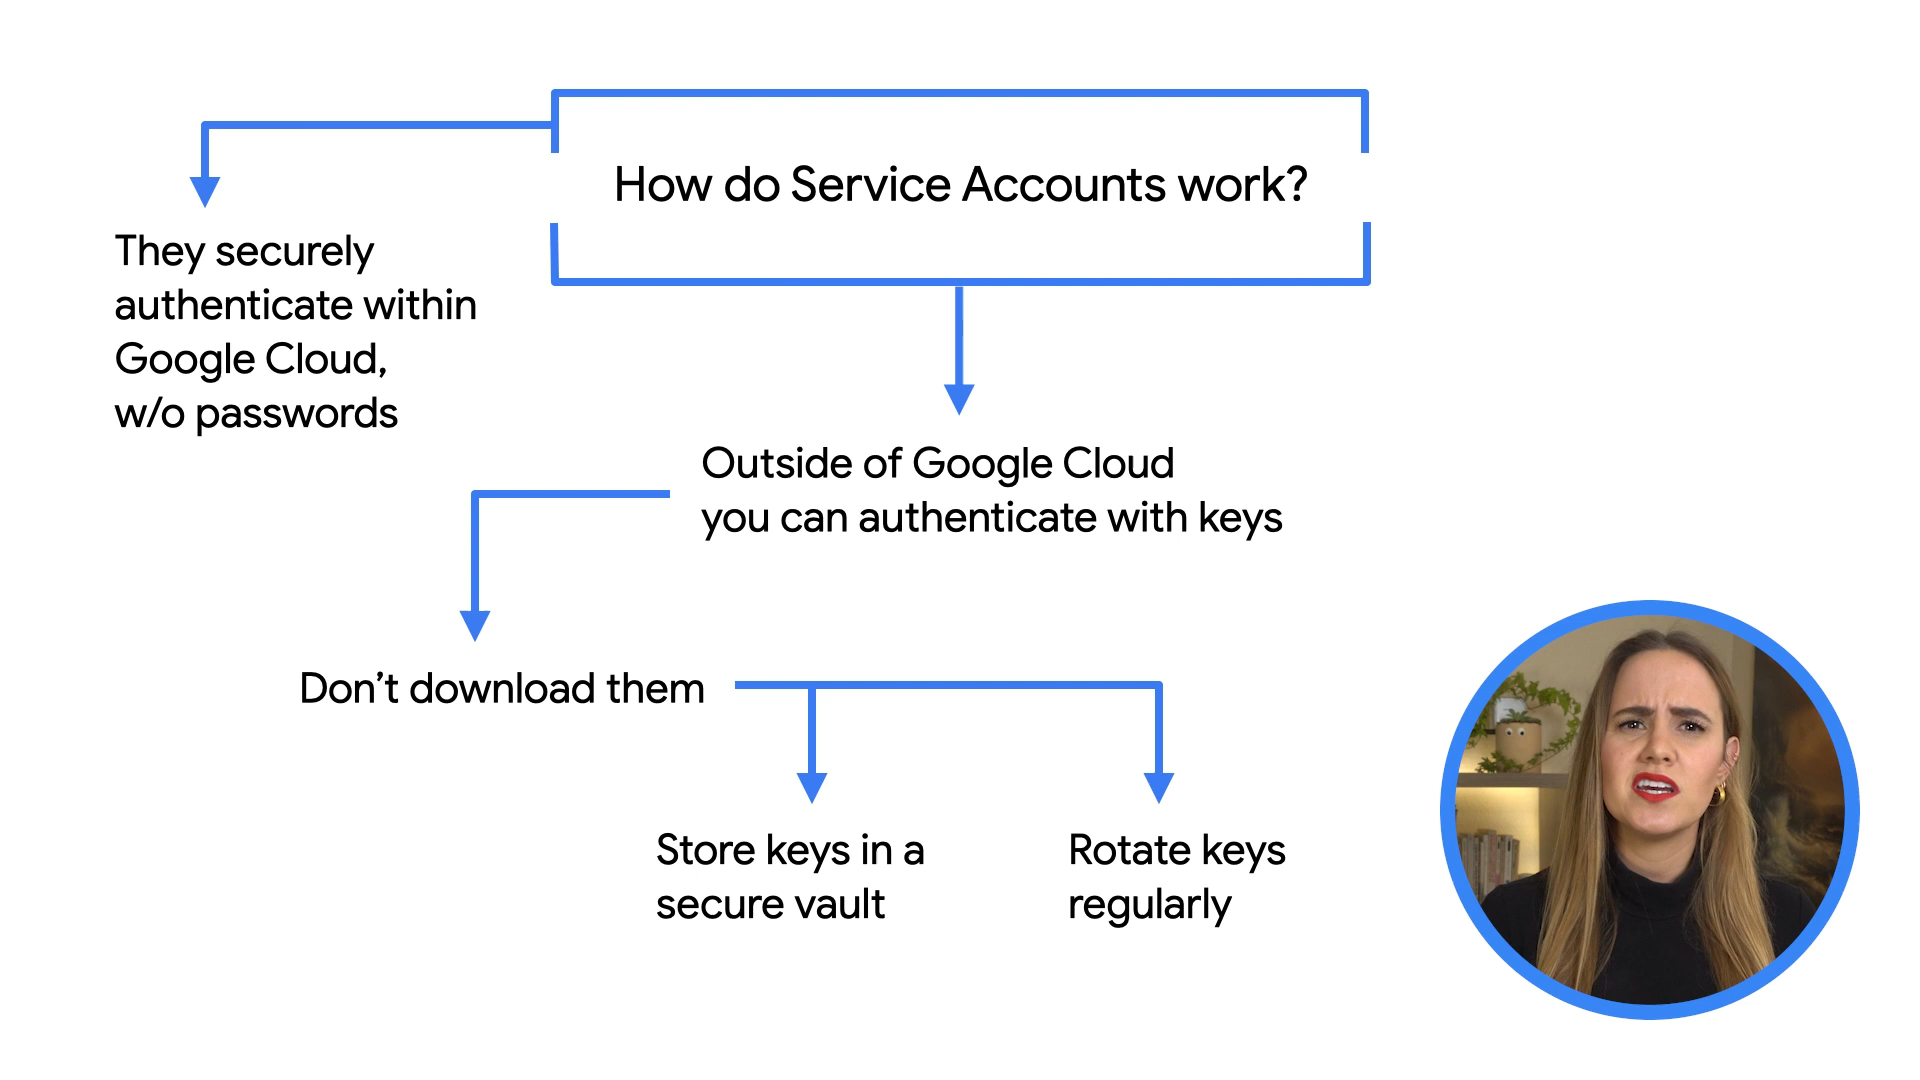 How do Service Accounts work?
They securely
authenticate within
Google Cloud,
w/o passwords
Outside of Google Cloud
you can authenticate with keys
Don’t download them
Store keys in a
secure vault
Rotate keys
regularly